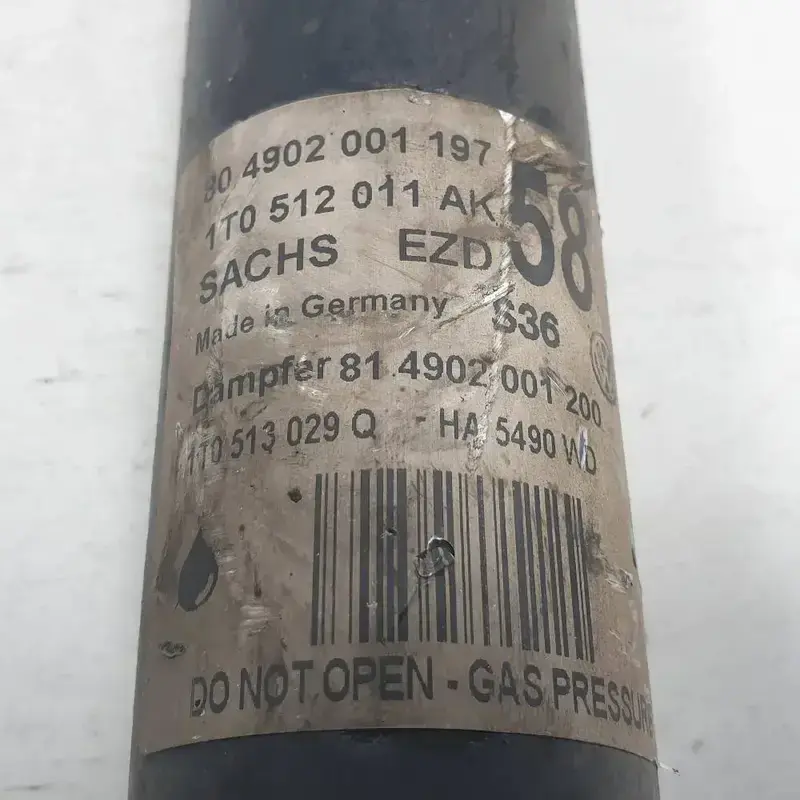 80 4902 001 197
1T0 512 011 AK 58
SACHS EZD
Made in Germany S36
Dämpfer 81 4902 001 200
1T0 513 029 Q - HA 5490 WD
DO NOT OPEN - GAS PRESSURE